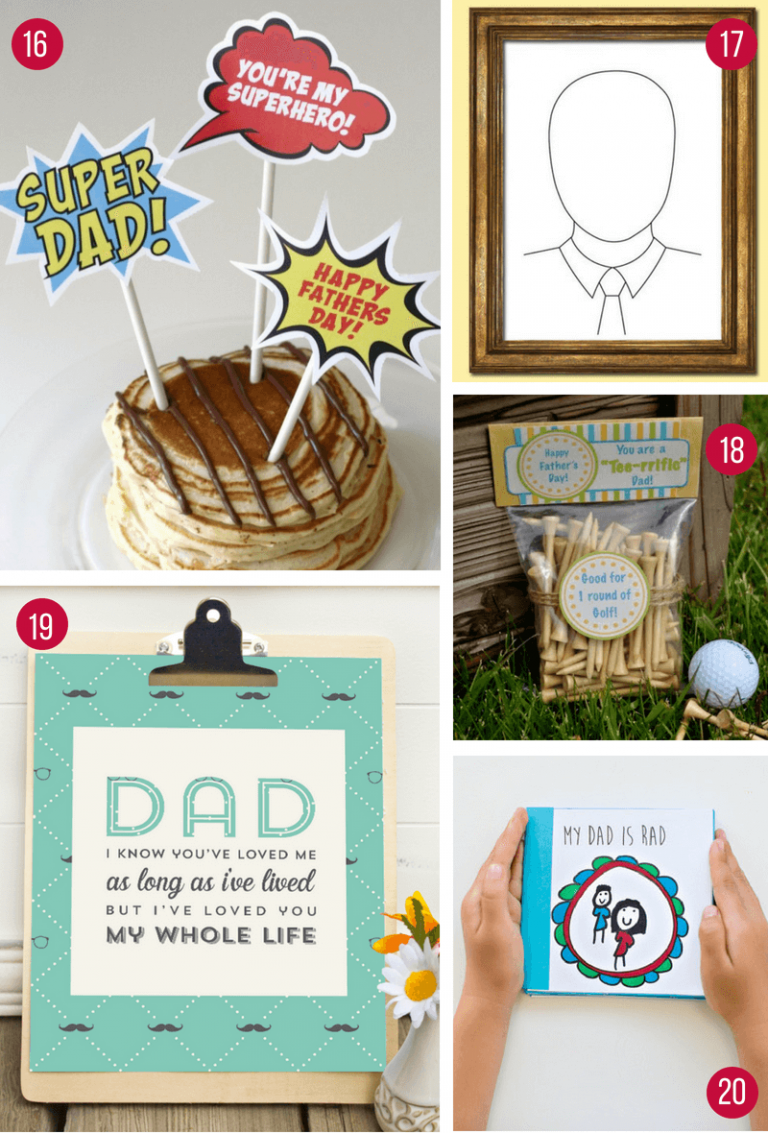 16
YOU'RE MY
SUPERHERO!
SUPER
DAD!
HAPPY
FATHERS
DAY!
17
18
Happy
Father's
Day!
You are a
"Tee-rrific"
Dad!
Good for
1 round of
Golf!
19
DAD
I KNOW YOU'VE LOVED ME
as long as i've lived
BUT I'VE LOVED YOU
MY WHOLE LIFE
20
MY DAD IS RAD